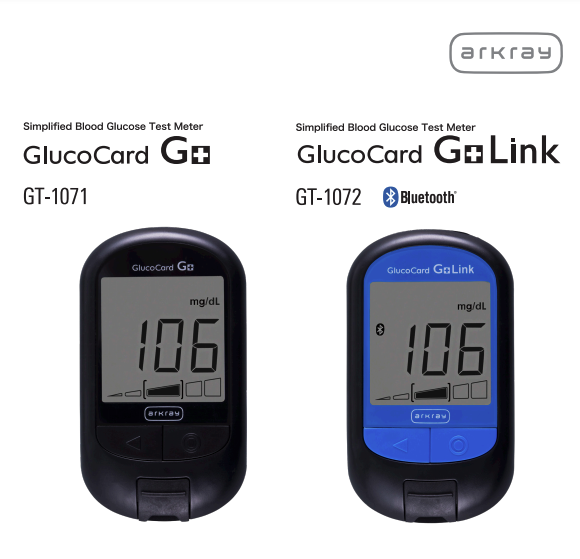 arkray
Simplified Blood Glucose Test Meter
GlucoCard G+
GT-1071
Simplified Blood Glucose Test Meter
GlucoCard G+ Link
GT-1072 Bluetooth®
GlucoCard G+
mg/dL
106
arkray
GlucoCard G+ Link
mg/dL
106
arkray